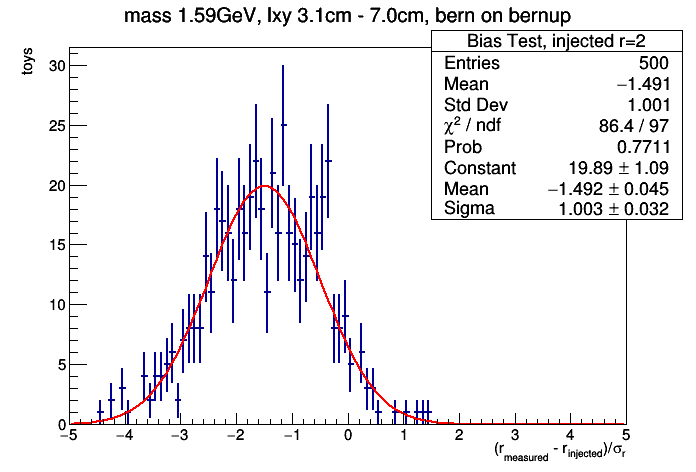 mass 1.59GeV, lxy 3.1cm - 7.0cm, bern on bernup
toys
Bias Test, injected r=2
Entries 500
Mean −1.491
Std Dev 1.001
χ² / ndf 86.4 / 97
Prob 0.7711
Constant 19.89 ± 1.09
Mean −1.492 ± 0.045
Sigma 1.003 ± 0.032
30
25
20
15
10
5
0
−5 −4 −3 −2 −1 0 1 2 3 4 5
(r_measured - r_injected)/σ_r